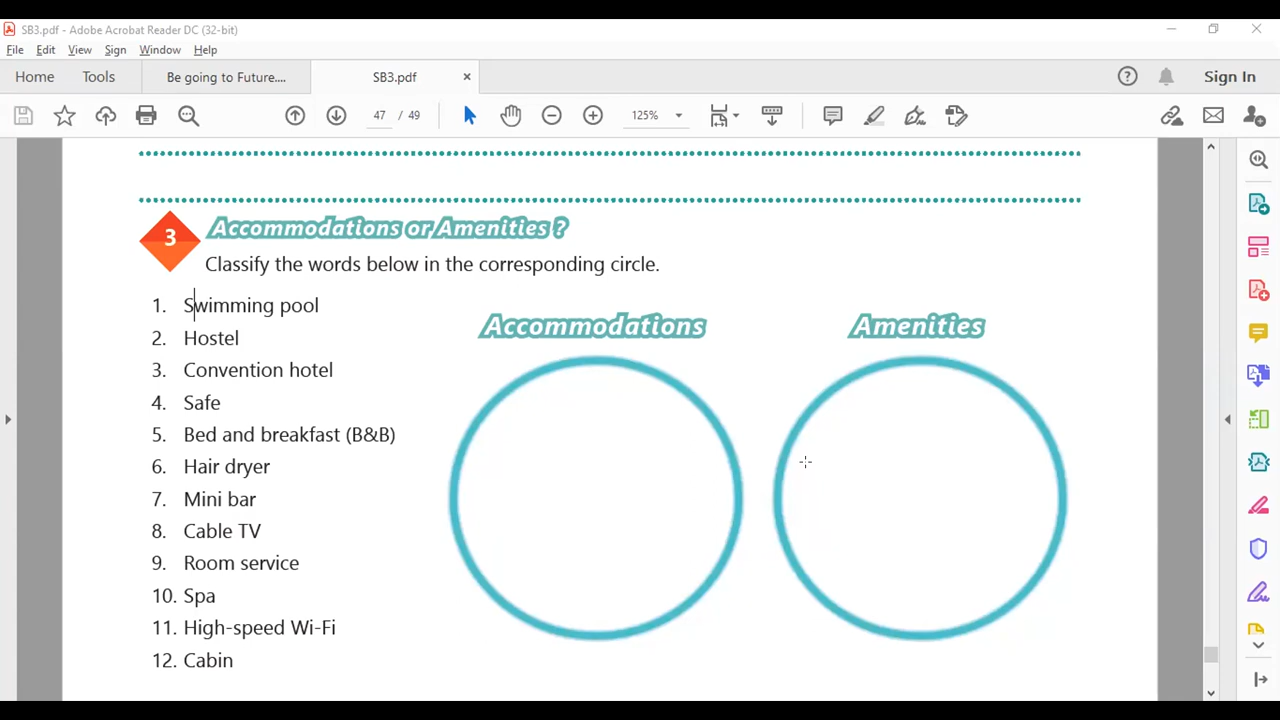 SB3.pdf - Adobe Acrobat Reader DC (32-bit)
File Edit View Sign Window Help
Home Tools Be going to Future.... SB3.pdf × Sign In
47 / 49 125%
3 Accommodations or Amenities ?
Classify the words below in the corresponding circle.
1. Swimming pool
2. Hostel
3. Convention hotel
4. Safe
5. Bed and breakfast (B&B)
6. Hair dryer
7. Mini bar
8. Cable TV
9. Room service
10. Spa
11. High-speed Wi-Fi
12. Cabin
Accommodations
Amenities